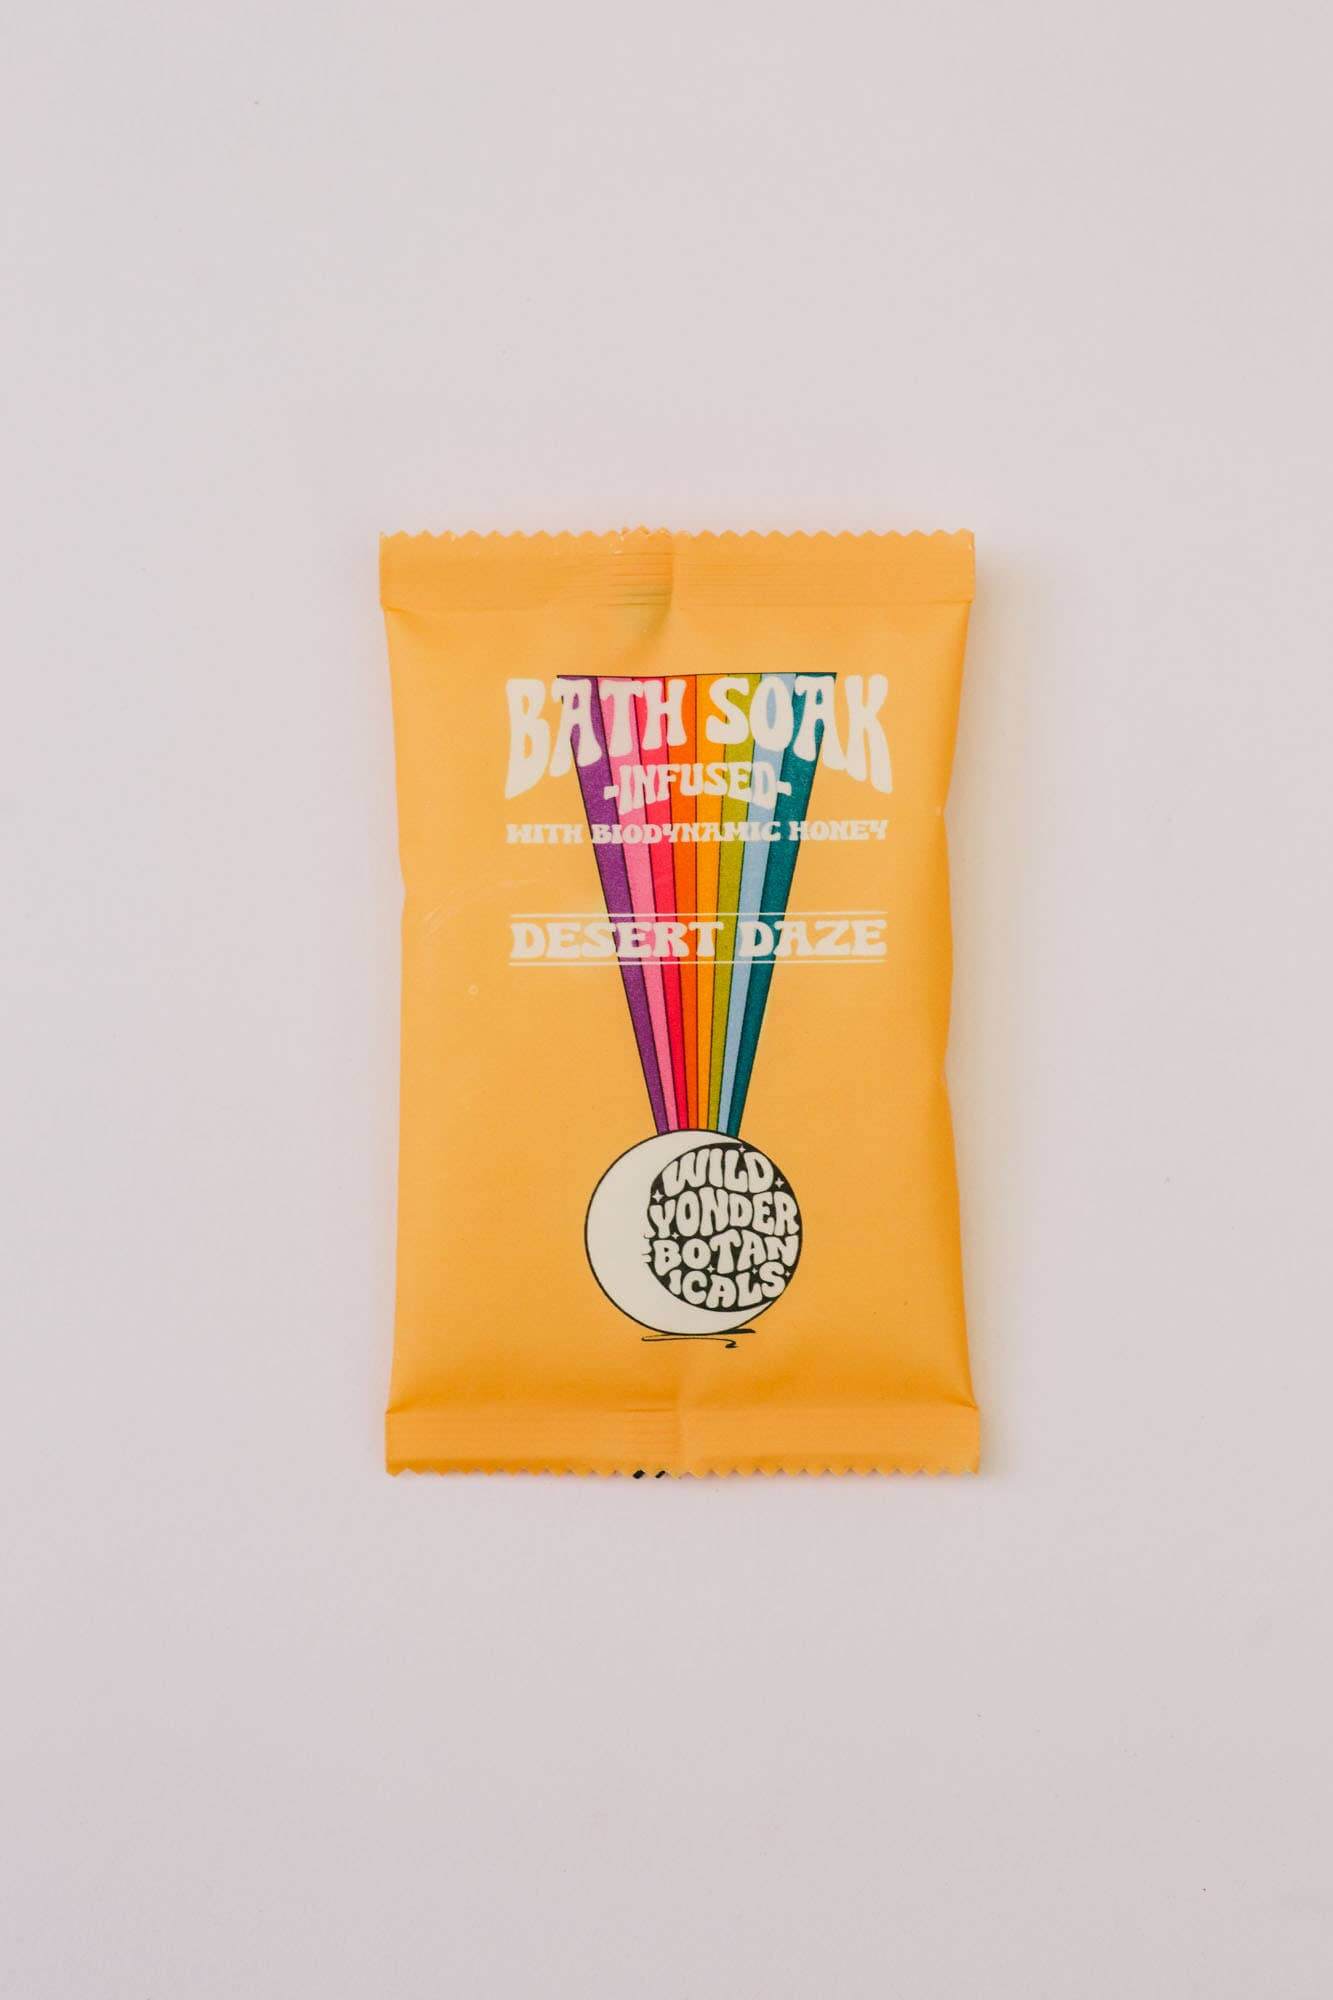 BATH SOAK
-INFUSED-
WITH BIODYNAMIC HONEY
DESERT DAZE
WILD
YONDER
BOTAN
ICALS